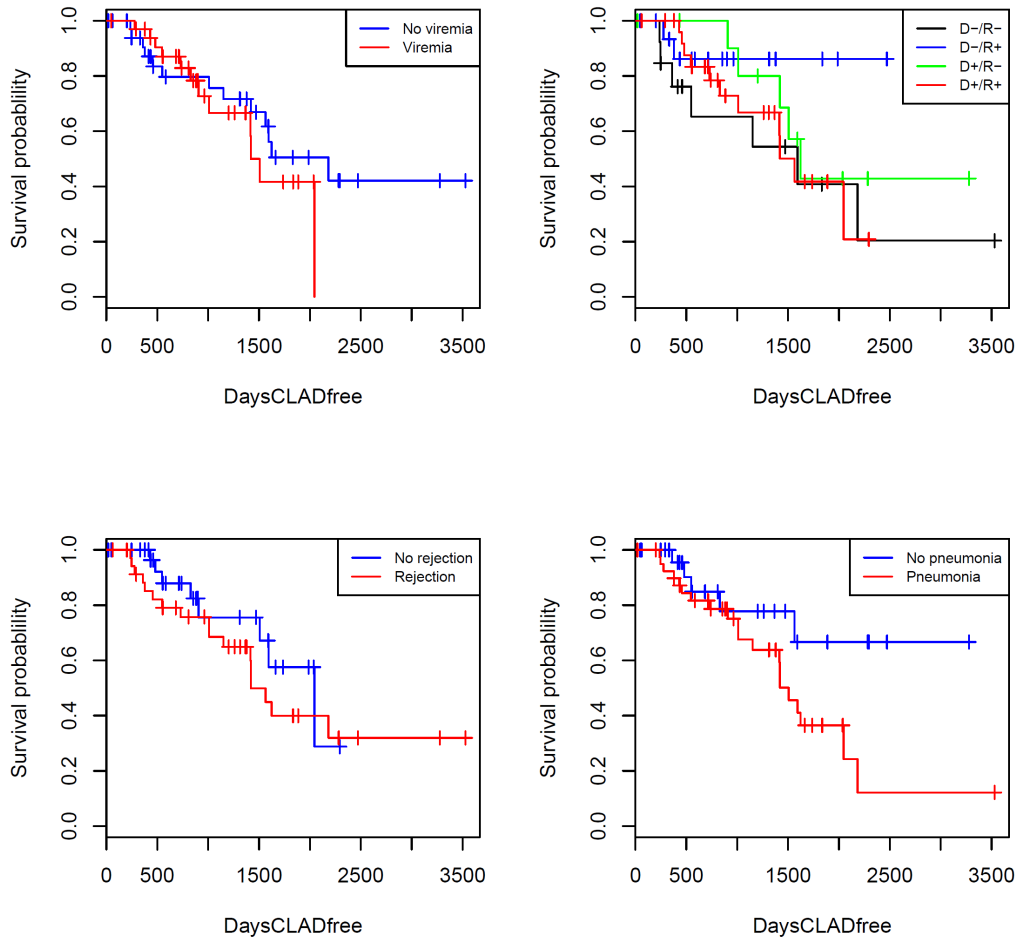 Survival probabillity
0.0 0.2 0.4 0.6 0.8 1.0
No viremia
Viremia
0 500 1500 2500 3500
DaysCLADfree
Survival probabillity
0.0 0.2 0.4 0.6 0.8 1.0
D−/R−
D−/R+
D+/R−
D+/R+
0 500 1500 2500 3500
DaysCLADfree
Survival probabillity
0.0 0.2 0.4 0.6 0.8 1.0
No rejection
Rejection
0 500 1500 2500 3500
DaysCLADfree
Survival probabillity
0.0 0.2 0.4 0.6 0.8 1.0
No pneumonia
Pneumonia
0 500 1500 2500 3500
DaysCLADfree